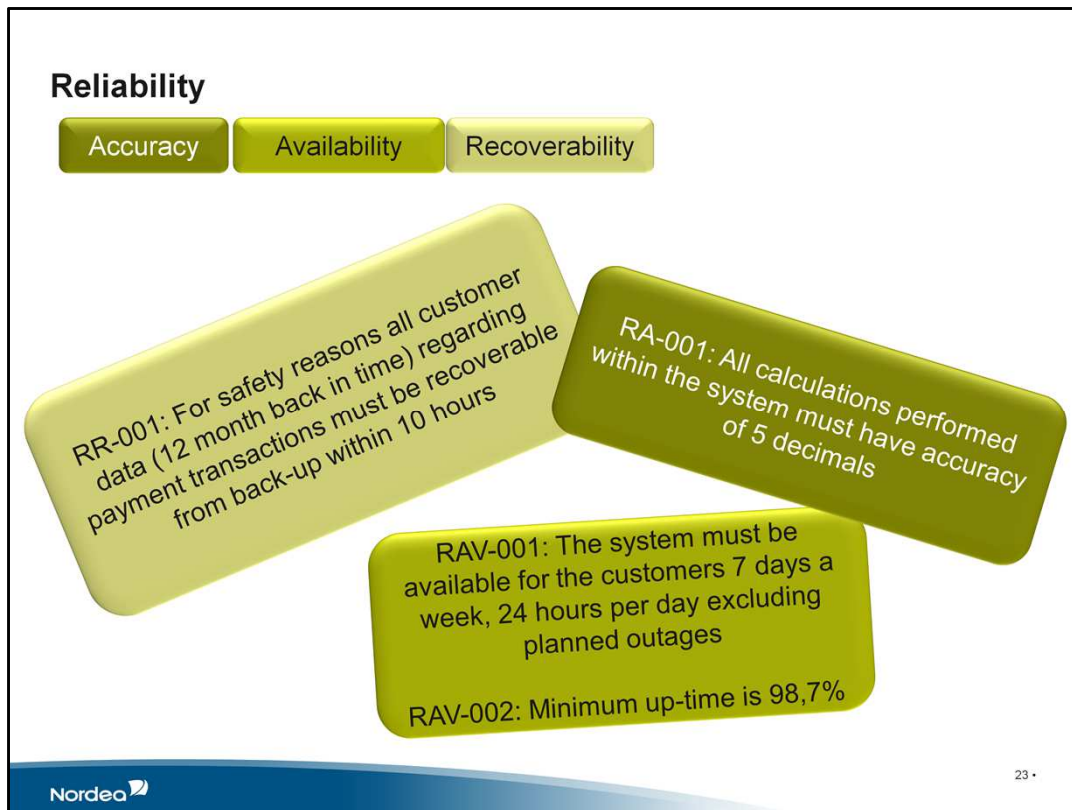 Reliability
Accuracy Availability Recoverability
RR-001: For safety reasons all customer
data (12 month back in time) regarding
payment transactions must be recoverable
from back-up within 10 hours
RA-001: All calculations performed
within the system must have accuracy
of 5 decimals
RAV-001: The system must be
available for the customers 7 days a
week, 24 hours per day excluding
planned outages
RAV-002: Minimum up-time is 98,7%
Nordea
23 •